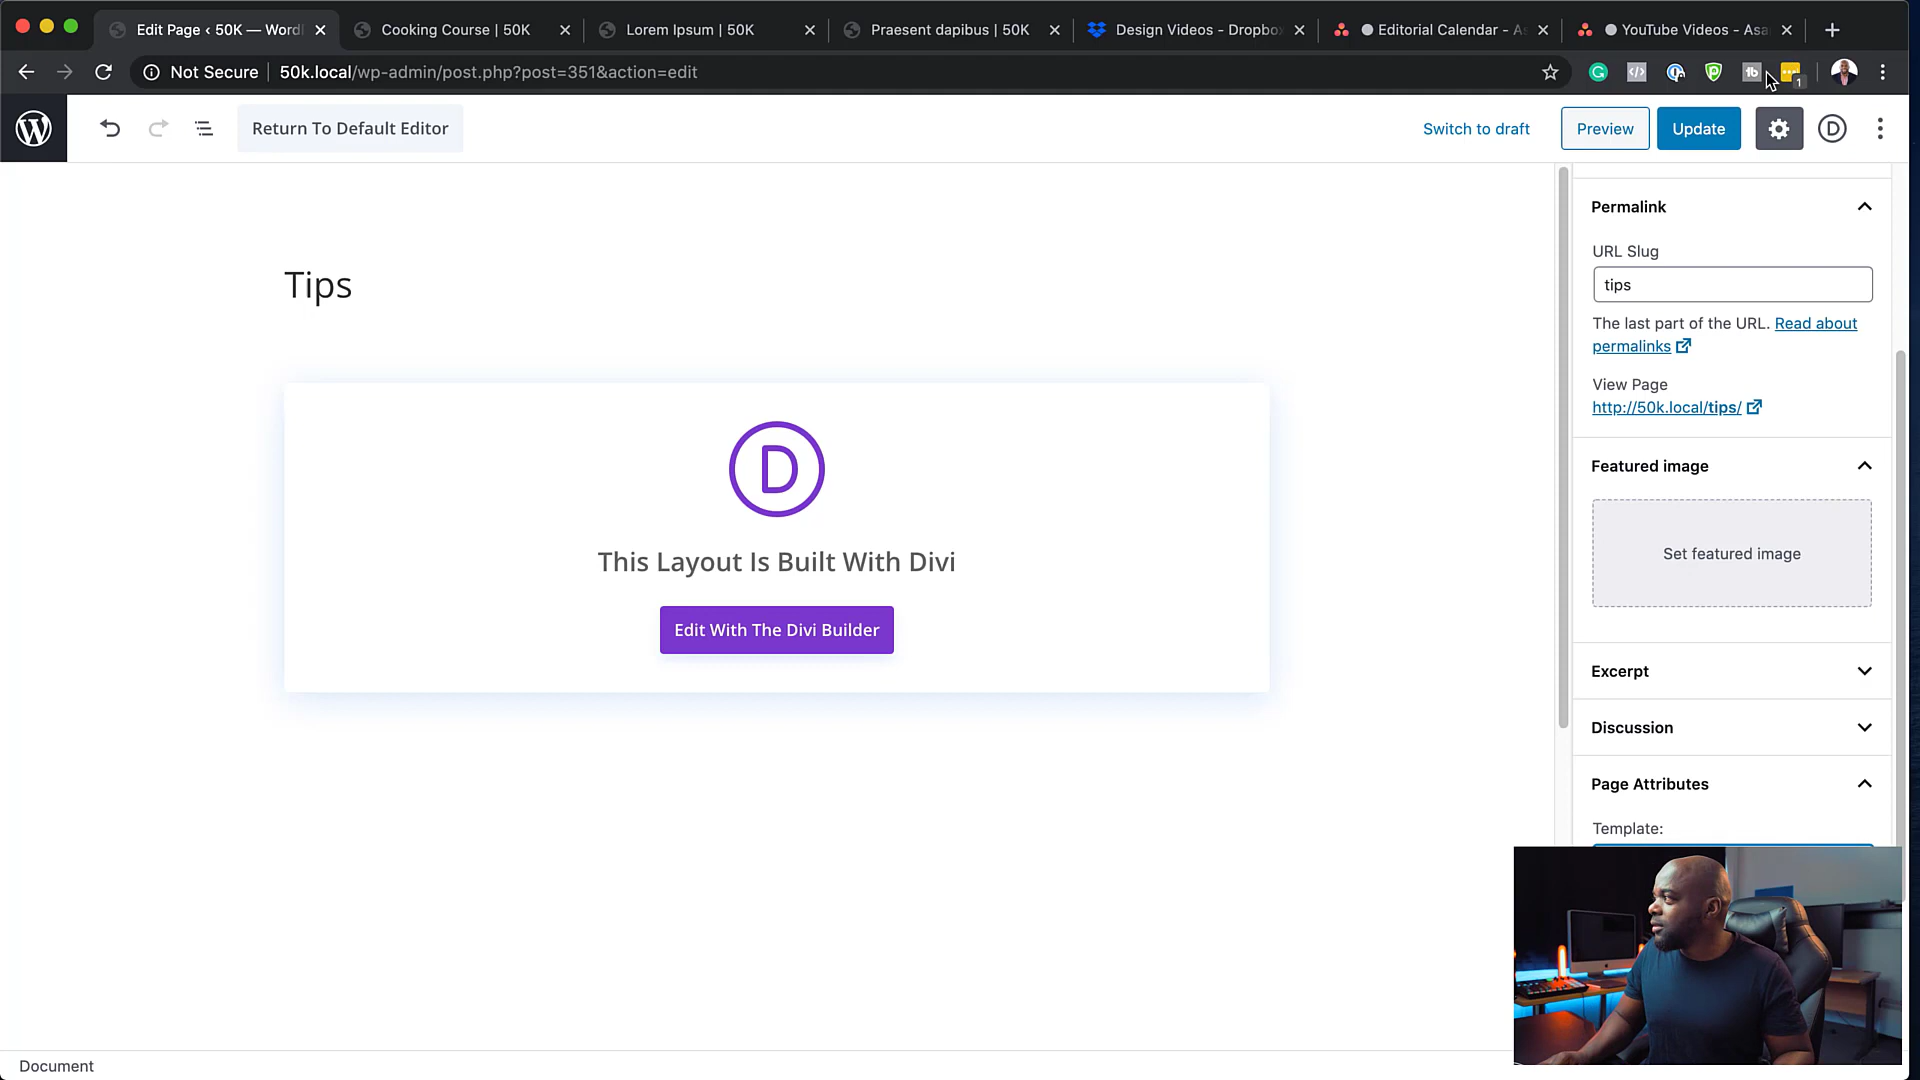 Edit Page ‹ 50K — Word
Cooking Course | 50K
Lorem Ipsum | 50K
Praesent dapibus | 50K
Design Videos - Dropbo
Editorial Calendar - As
YouTube Videos - Asa
Not Secure
50k.local/wp-admin/post.php?post=351&action=edit
1
Return To Default Editor
Switch to draft
Preview
Update
Permalink
URL Slug
tips
The last part of the URL. Read about
permalinks
View Page
http://50k.local/tips/
Featured image
Set featured image
Excerpt
Discussion
Page Attributes
Template:
Tips
D
This Layout Is Built With Divi
Edit With The Divi Builder
Document